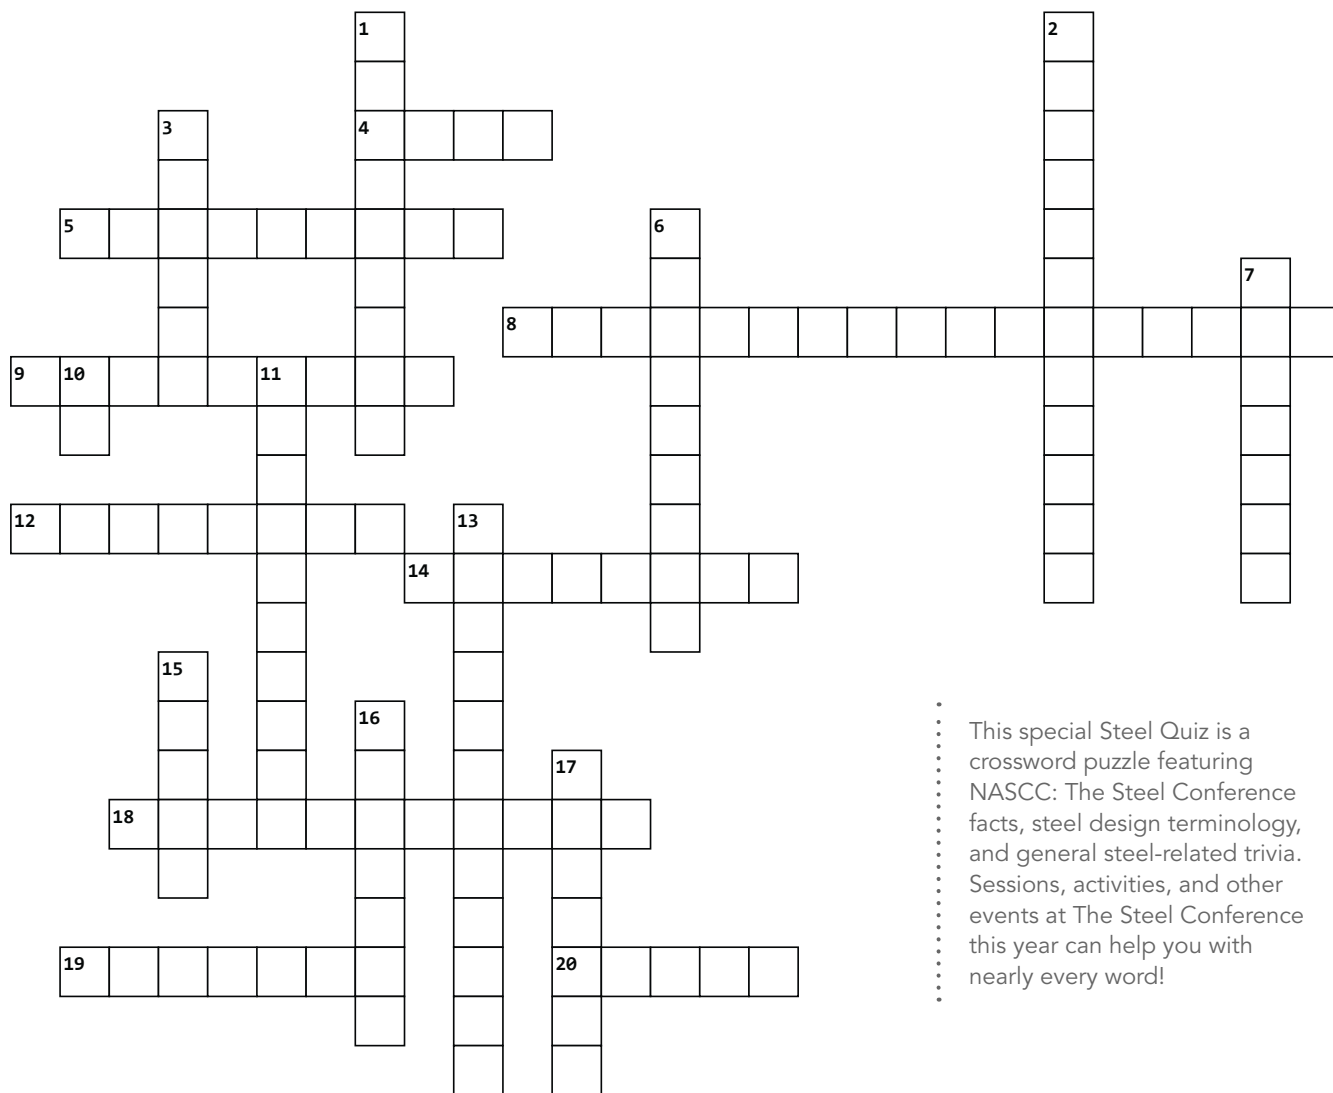 1
2
3
4
5
6
7
8
9
10
11
12
13
14
15
16
17
18
19
20
This special Steel Quiz is a
crossword puzzle featuring
NASCC: The Steel Conference
facts, steel design terminology,
and general steel-related trivia.
Sessions, activities, and other
events at The Steel Conference
this year can help you with
nearly every word!